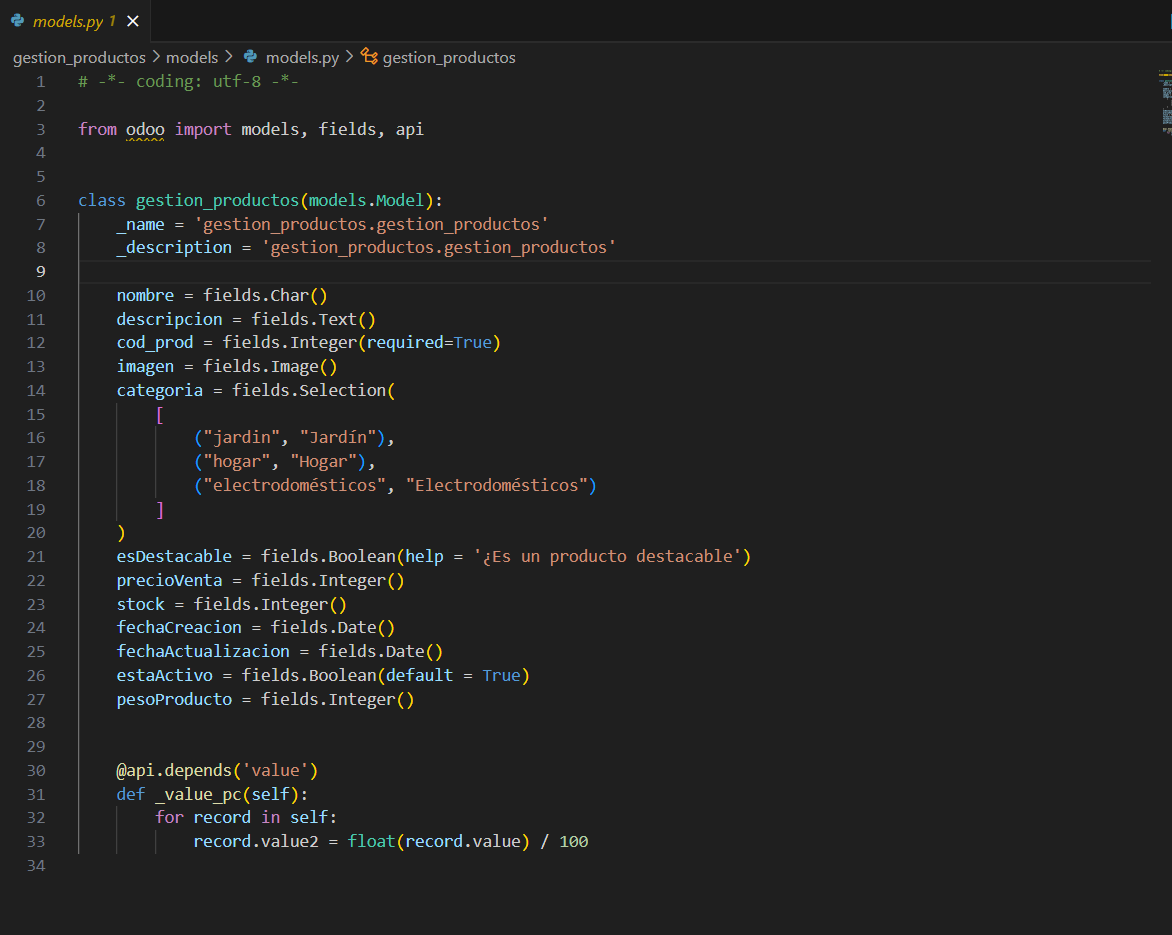 models.py 1
gestion_productos > models > models.py > gestion_productos
1 # -*- coding: utf-8 -*-
2
3 from odoo import models, fields, api
4
5
6 class gestion_productos(models.Model):
7     _name = 'gestion_productos.gestion_productos'
8     _description = 'gestion_productos.gestion_productos'
9
10     nombre = fields.Char()
11     descripcion = fields.Text()
12     cod_prod = fields.Integer(required=True)
13     imagen = fields.Image()
14     categoria = fields.Selection(
15         [
16             ("jardin", "Jardín"),
17             ("hogar", "Hogar"),
18             ("electrodomésticos", "Electrodomésticos")
19         ]
20     )
21     esDestacable = fields.Boolean(help = '¿Es un producto destacable')
22     precioVenta = fields.Integer()
23     stock = fields.Integer()
24     fechaCreacion = fields.Date()
25     fechaActualizacion = fields.Date()
26     estaActivo = fields.Boolean(default = True)
27     pesoProducto = fields.Integer()
28
29
30     @api.depends('value')
31     def _value_pc(self):
32         for record in self:
33             record.value2 = float(record.value) / 100
34